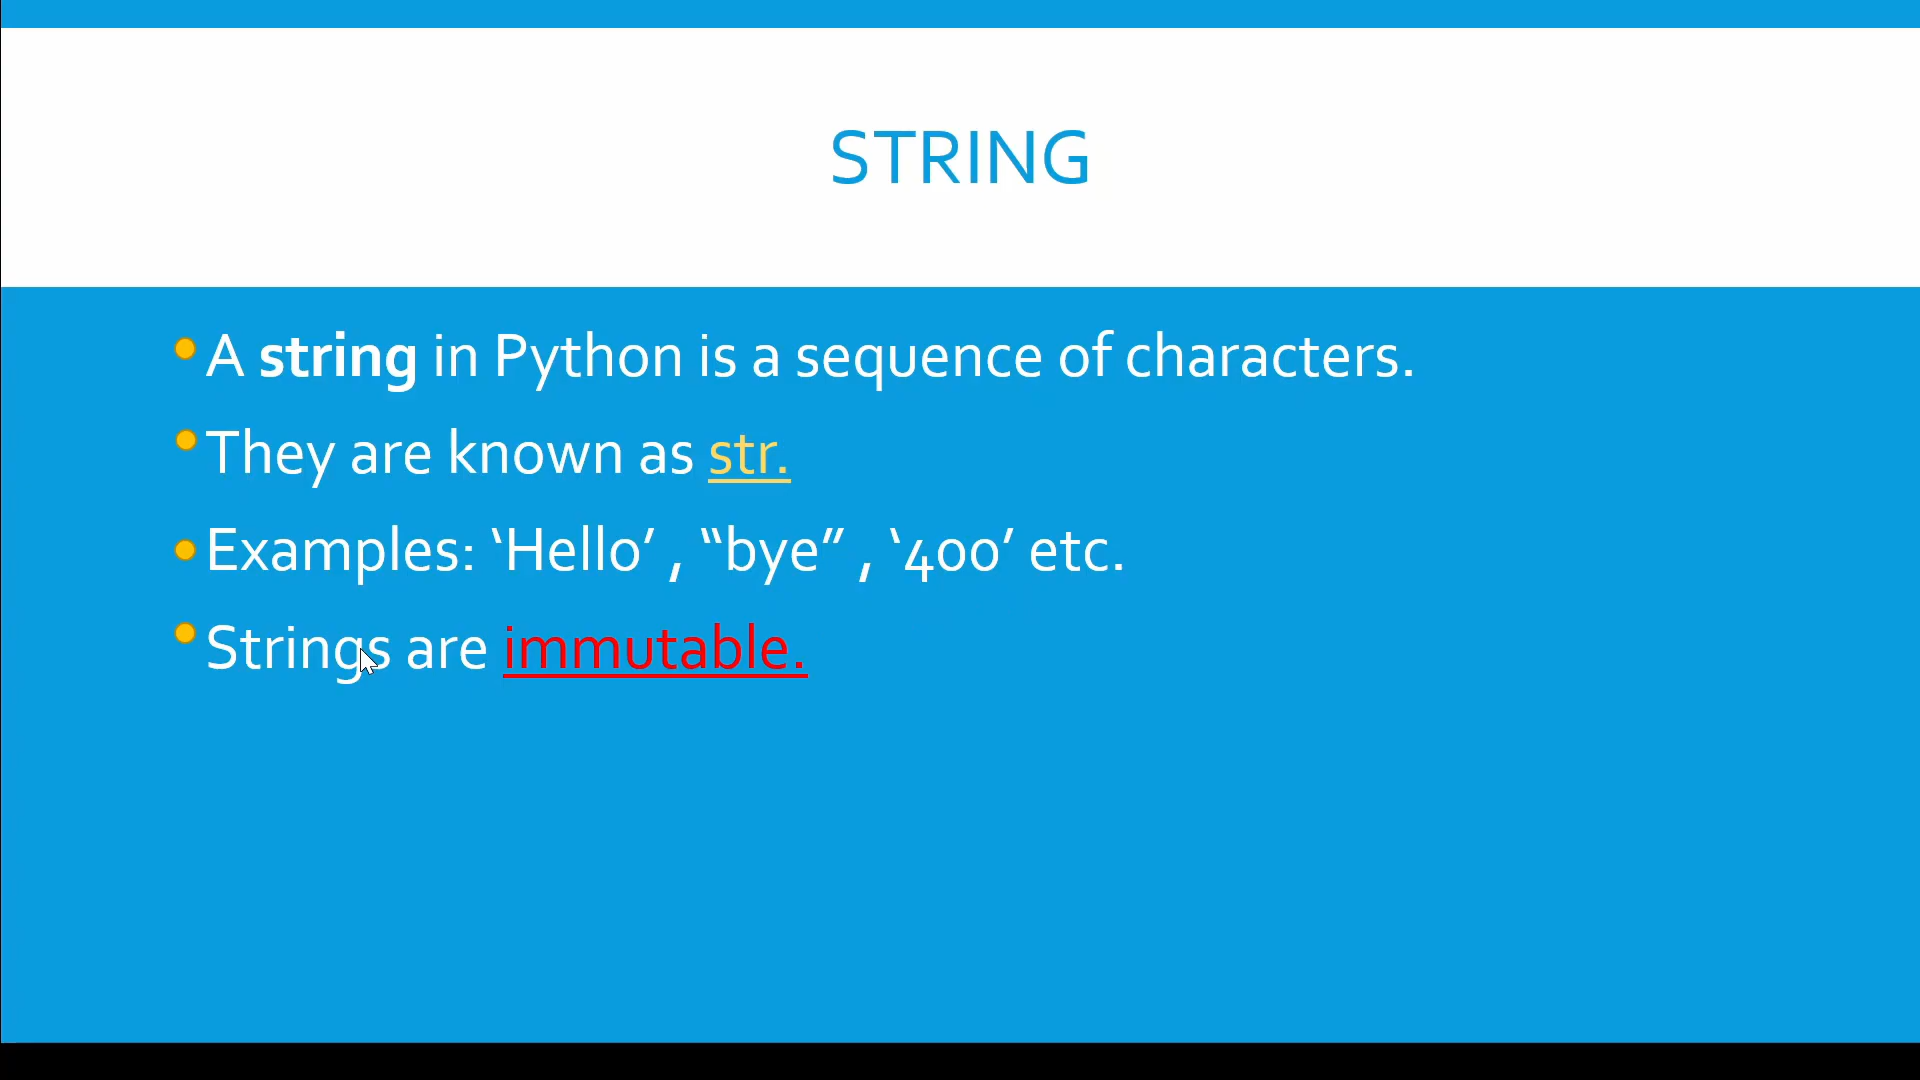 STRING
A string in Python is a sequence of characters.
They are known as str.
Examples: ‘Hello’ , “bye” , ‘400’ etc.
Strings are immutable.